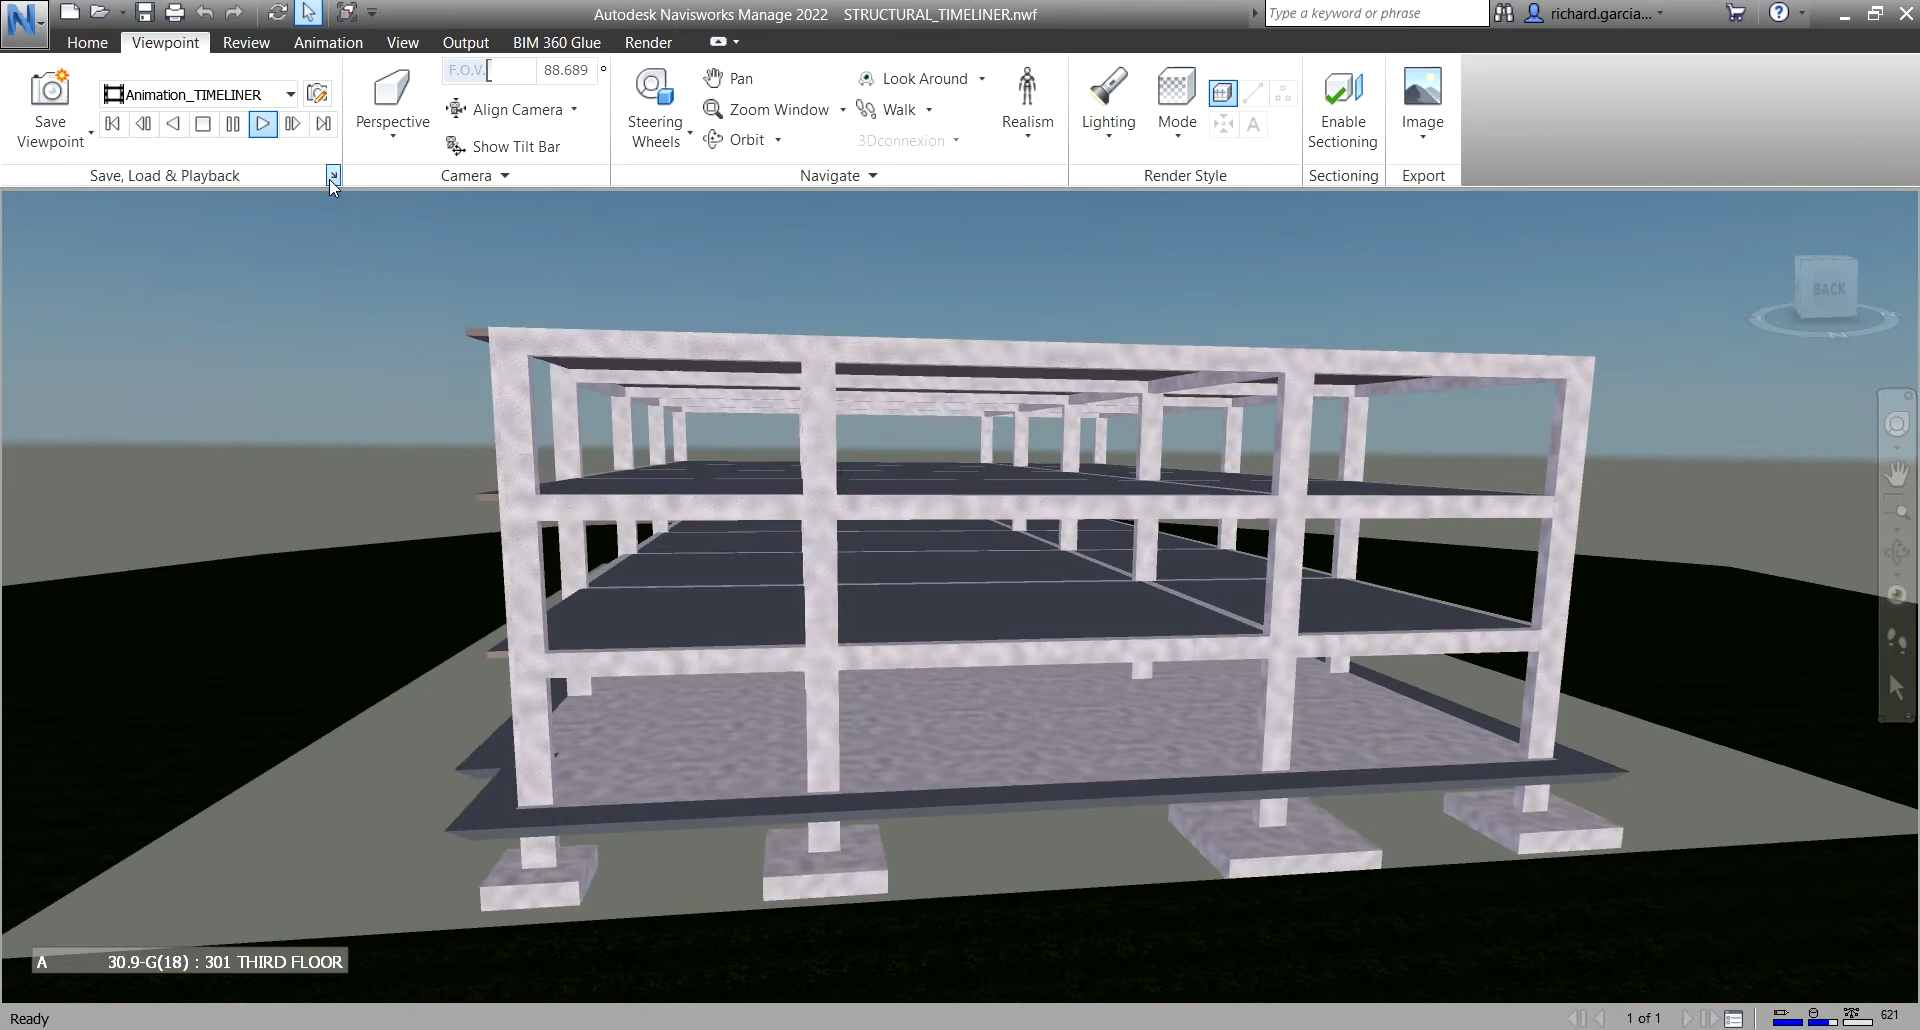 Autodesk Navisworks Manage 2022 STRUCTURAL_TIMELINER.nwf
Type a keyword or phrase
richard.garcia...
Home Viewpoint Review Animation View Output BIM 360 Glue Render
Save Viewpoint
Animation_TIMELINER
Save, Load & Playback
Perspective
F.O.V. 88.689 °
Align Camera
Show Tilt Bar
Camera
Steering Wheels
Pan
Zoom Window
Orbit
Look Around
Walk
3Dconnexion
Realism
Navigate
Lighting
Mode
A
Render Style
Enable Sectioning
Sectioning
Image
Export
BACK
A 30.9-G(18) : 301 THIRD FLOOR
Ready
1 of 1
621